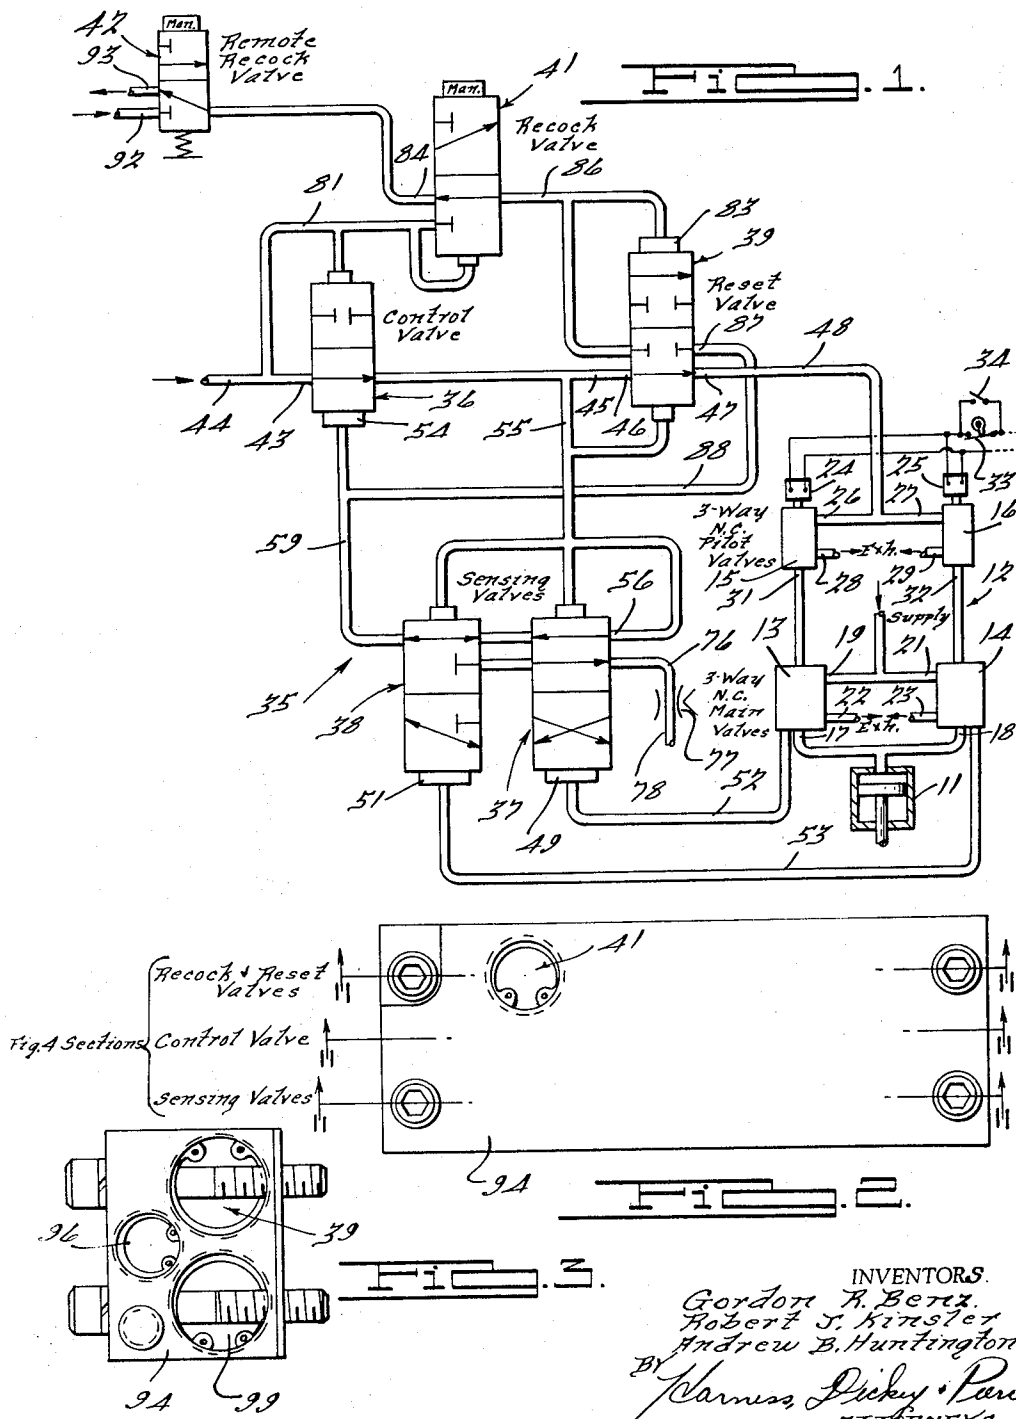 Fig. 1.
42
93
92
Man.
Remote
Recock
Valve
Man.
41
Recock
Valve
84
86
81
83
39
Reset
Valve
87
48
Control
Valve
44
43
36
54
55
45
46
47
34
33
88
24
25
26
27
16
3-Way
N.C.
Pilot
Valves
15
Exh.
28
29
31
32
12
59
Sensing
Valves
56
76
Supply
13
19
21
14
35
38
37
3-Way
N.C.
Main
Valves
22
23
Exh.
17
18
78
77
51
49
52
11
53
Recock & Reset
Valves
Fig. 4 Sections
Control Valve
Sensing Valves
41
94
Fig. 2.
96
39
94
99
Fig. 3.
INVENTORS.
Gordon R. Benz.
Robert J. Kinsler
Andrew B. Huntington
BY
Harness, Dickey &